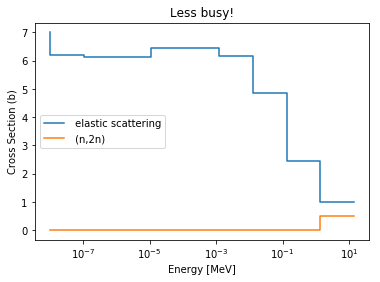 Less busy!
Cross Section (b)
7
6
5
4
3
2
1
0
elastic scattering
(n,2n)
10⁻⁷ 10⁻⁵ 10⁻³ 10⁻¹ 10¹
Energy [MeV]